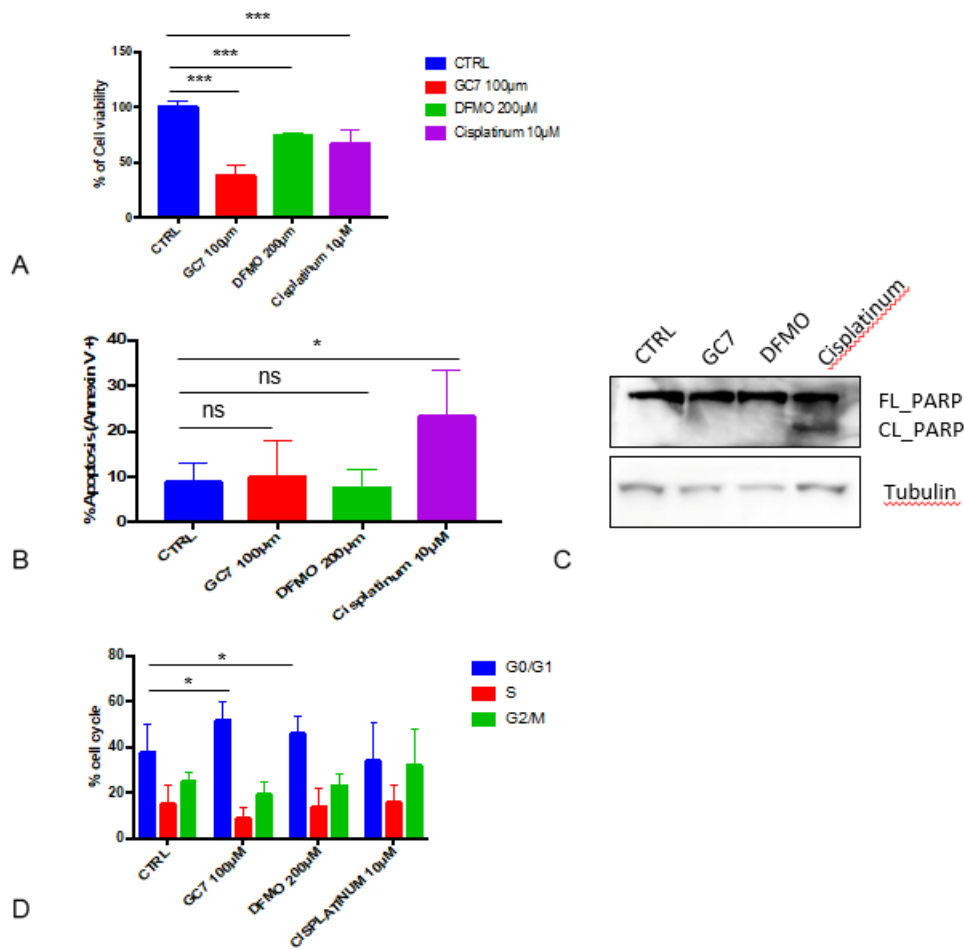 ***
***
***
150
100
50
0
% of Cell viability
CTRL
GC7 100µm
DFMO 200µm
Cisplatinum 10µM
CTRL
GC7 100µm
DFMO 200µM
Cisplatinum 10µM
A
*
ns
ns
40
30
20
10
0
%Apoptosis (Annexin V+)
CTRL
GC7 100µm
DFMO 200µm
Cisplatinum 10µM
B
CTRL
GC7
DFMO
Cisplatinum
FL_PARP
CL_PARP
Tubulin
C
*
*
80
60
40
20
0
% cell cycle
CTRL
GC7 100µM
DFMO 200µM
CISPLATINUM 10µM
G0/G1
S
G2/M
D